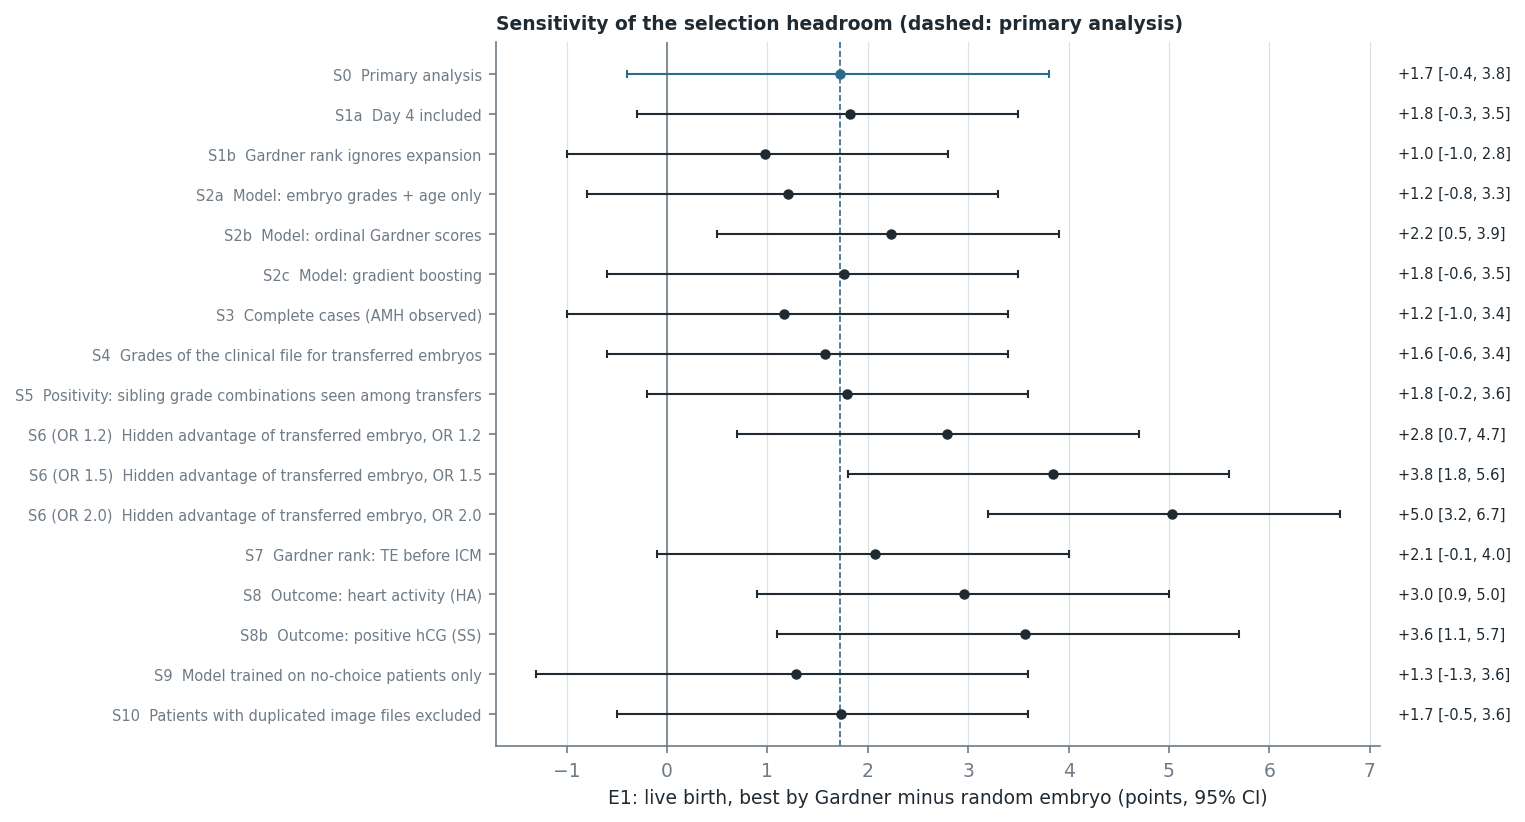 Sensitivity of the selection headroom (dashed: primary analysis)
S0  Primary analysis +1.7 [-0.4, 3.8]
S1a  Day 4 included +1.8 [-0.3, 3.5]
S1b  Gardner rank ignores expansion +1.0 [-1.0, 2.8]
S2a  Model: embryo grades + age only +1.2 [-0.8, 3.3]
S2b  Model: ordinal Gardner scores +2.2 [0.5, 3.9]
S2c  Model: gradient boosting +1.8 [-0.6, 3.5]
S3  Complete cases (AMH observed) +1.2 [-1.0, 3.4]
S4  Grades of the clinical file for transferred embryos +1.6 [-0.6, 3.4]
S5  Positivity: sibling grade combinations seen among transfers +1.8 [-0.2, 3.6]
S6 (OR 1.2)  Hidden advantage of transferred embryo, OR 1.2 +2.8 [0.7, 4.7]
S6 (OR 1.5)  Hidden advantage of transferred embryo, OR 1.5 +3.8 [1.8, 5.6]
S6 (OR 2.0)  Hidden advantage of transferred embryo, OR 2.0 +5.0 [3.2, 6.7]
S7  Gardner rank: TE before ICM +2.1 [-0.1, 4.0]
S8  Outcome: heart activity (HA) +3.0 [0.9, 5.0]
S8b  Outcome: positive hCG (SS) +3.6 [1.1, 5.7]
S9  Model trained on no-choice patients only +1.3 [-1.3, 3.6]
S10  Patients with duplicated image files excluded +1.7 [-0.5, 3.6]
−1 0 1 2 3 4 5 6 7
E1: live birth, best by Gardner minus random embryo (points, 95% CI)